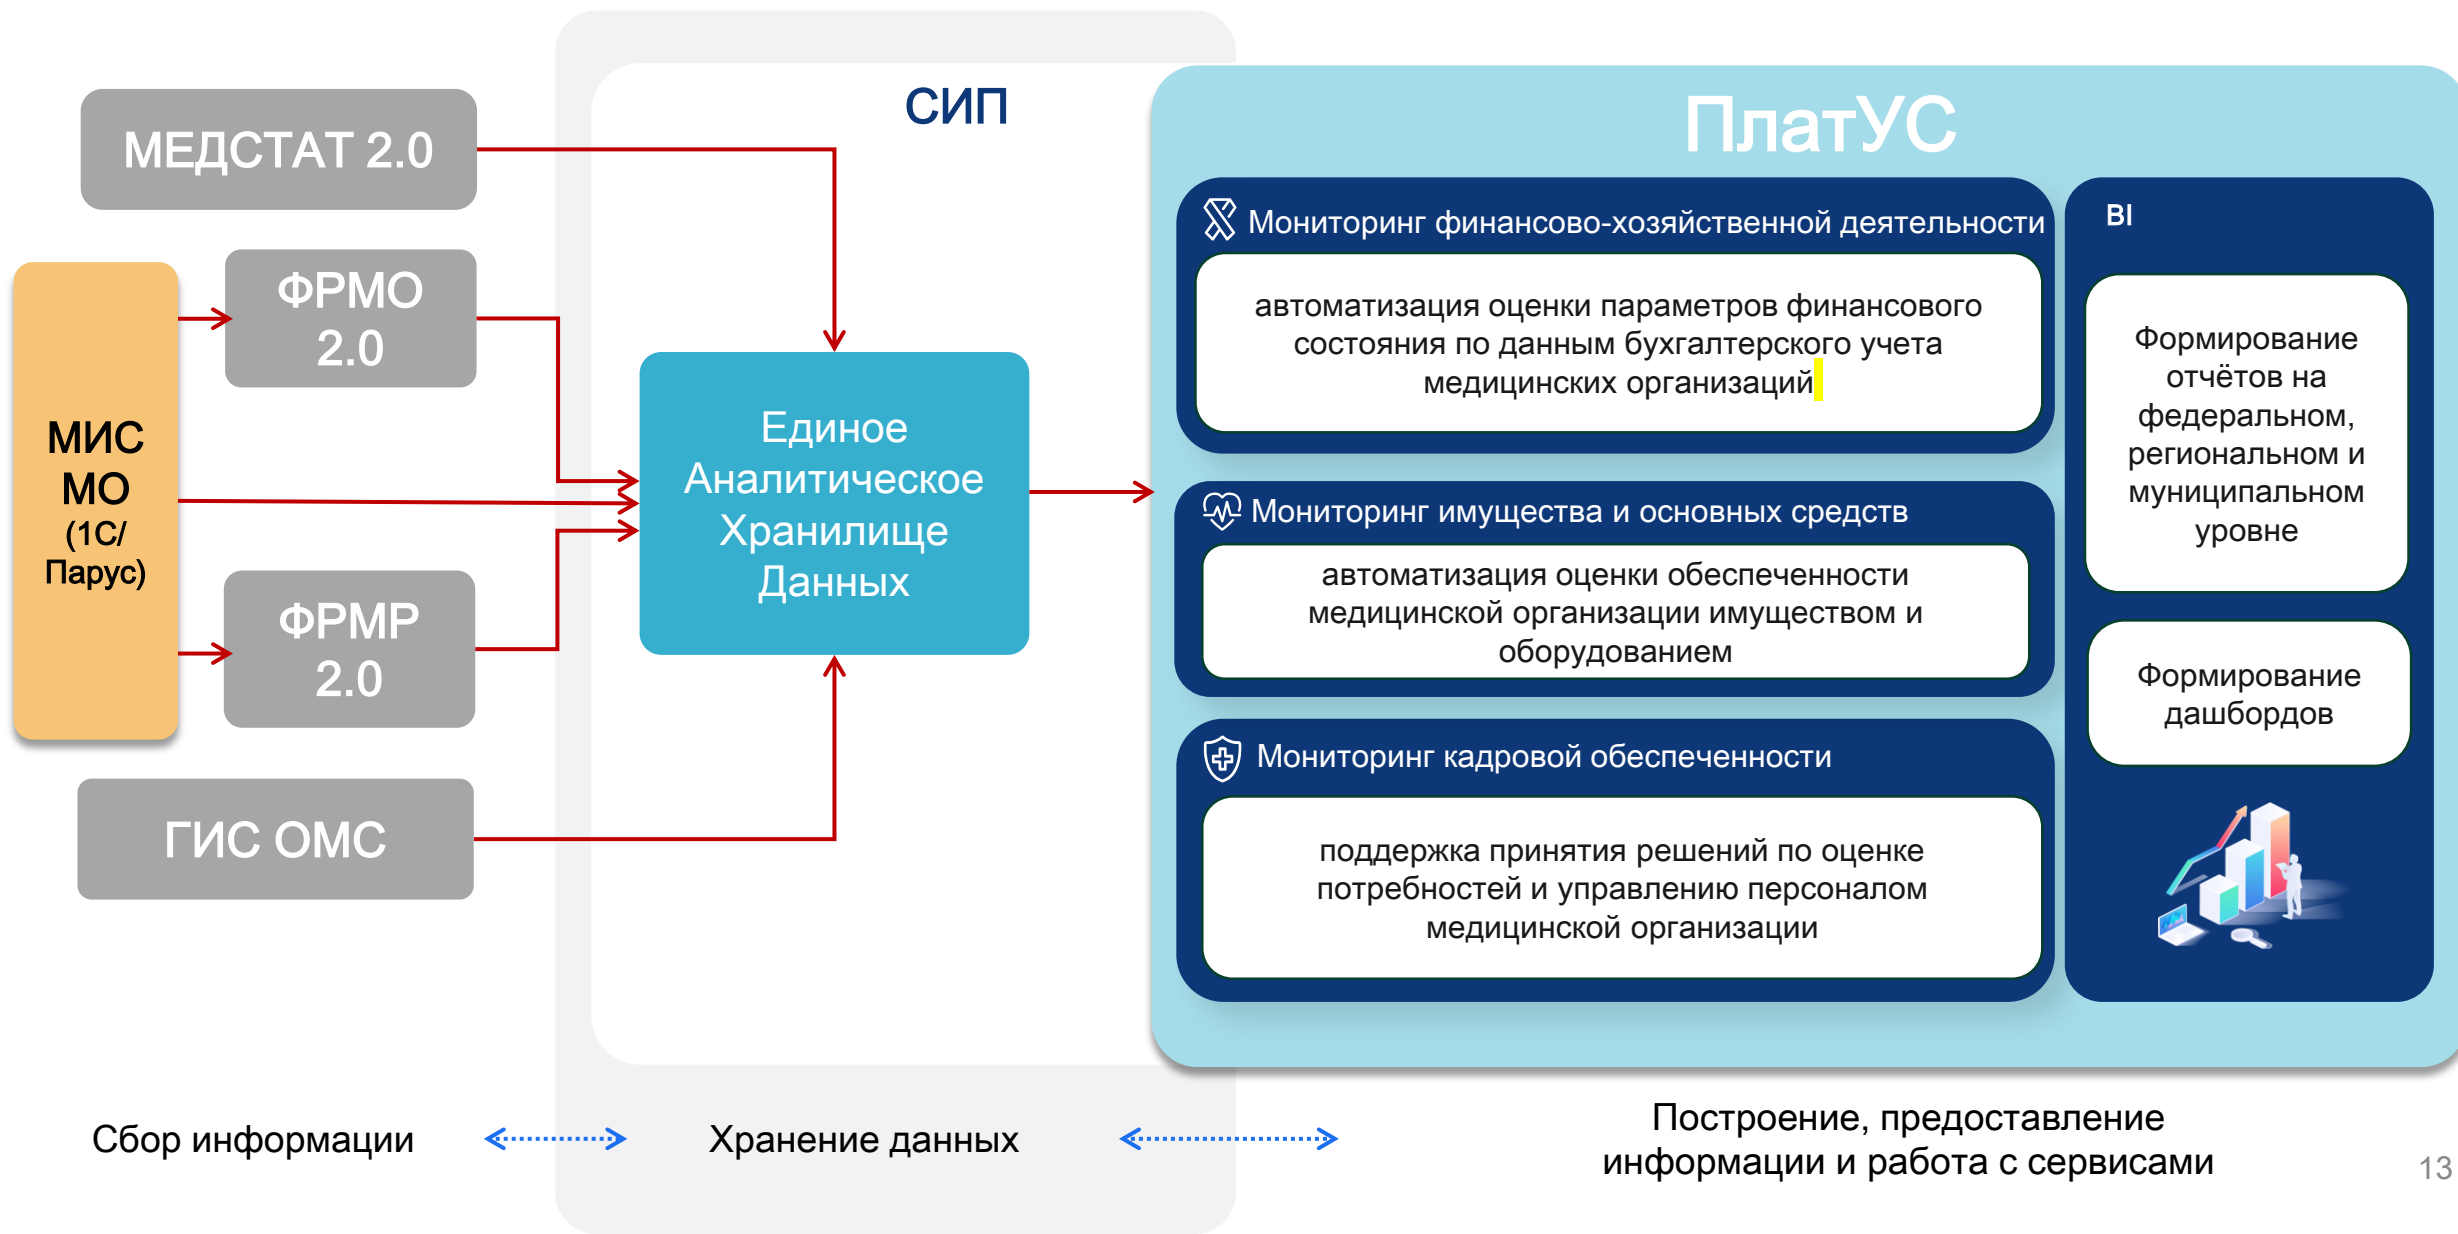 СИП
ПлатУС
МЕДСТАТ 2.0
ФРМО
2.0
МИС
МО
(1С/
Парус)
ФРМР
2.0
ГИС ОМС
Единое
Аналитическое
Хранилище
Данных
Мониторинг финансово-хозяйственной деятельности
автоматизация оценки параметров финансового
состояния по данным бухгалтерского учета
медицинских организаций
Мониторинг имущества и основных средств
автоматизация оценки обеспеченности
медицинской организации имуществом и
оборудованием
Мониторинг кадровой обеспеченности
поддержка принятия решений по оценке
потребностей и управлению персоналом
медицинской организации
BI
Формирование
отчётов на
федеральном,
региональном и
муниципальном
уровне
Формирование
дашбордов
Сбор информации
Хранение данных
Построение, предоставление
информации и работа с сервисами
13